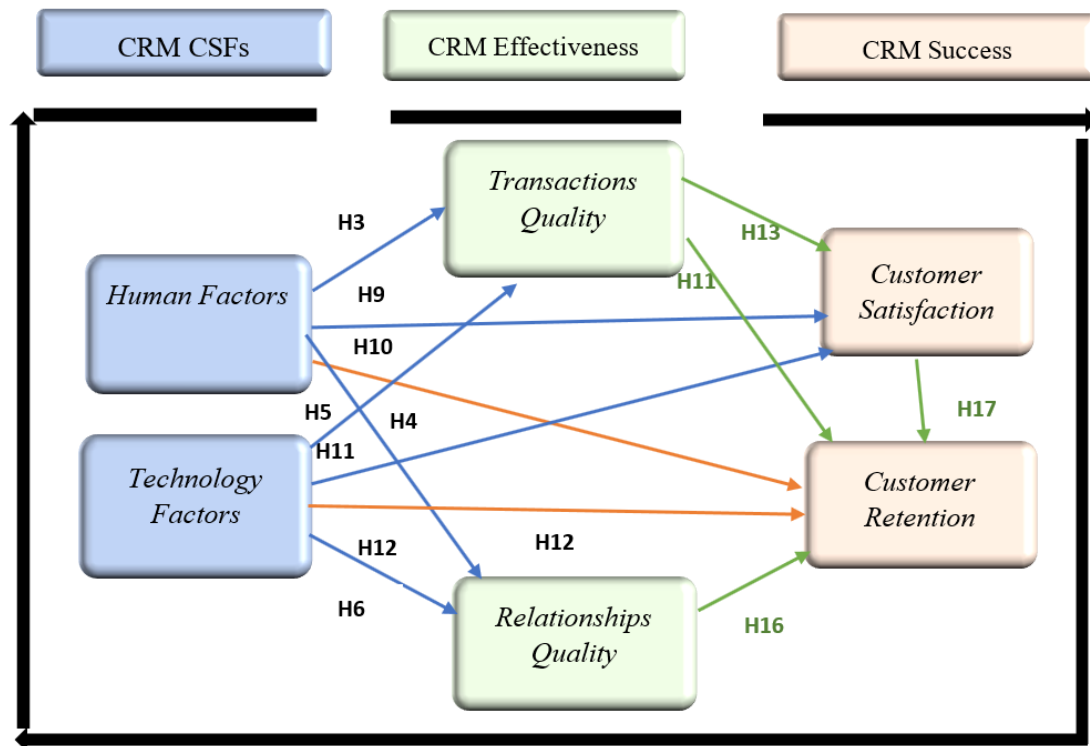 CRM CSFs
CRM Effectiveness
CRM Success
Transactions
Quality
H3
H13
Human Factors
H9
H11
Customer
Satisfaction
H10
H5
H4
H17
H11
Technology
Factors
Customer
Retention
H12
H12
H6
Relationships
Quality
H16